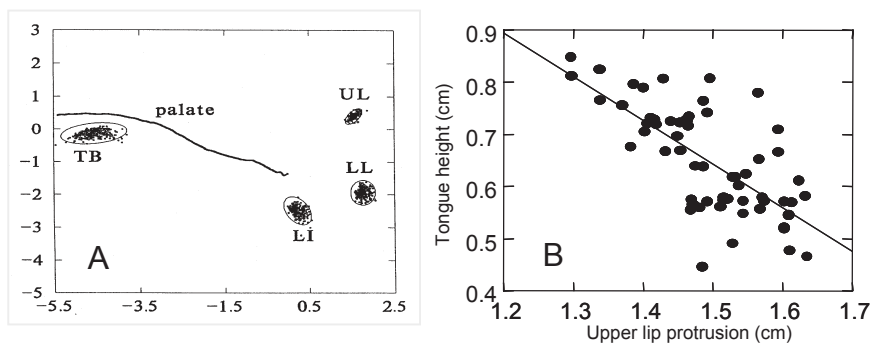 3
2
1
0
−1
−2
−3
−4
−5
−5.5 −3.5 −1.5 0.5 2.5
palate
TB
UL
LL
LI
A
0.9
0.8
0.7
0.6
0.5
0.4
1.2 1.3 1.4 1.5 1.6 1.7
Tongue height (cm)
B
Upper lip protrusion (cm)